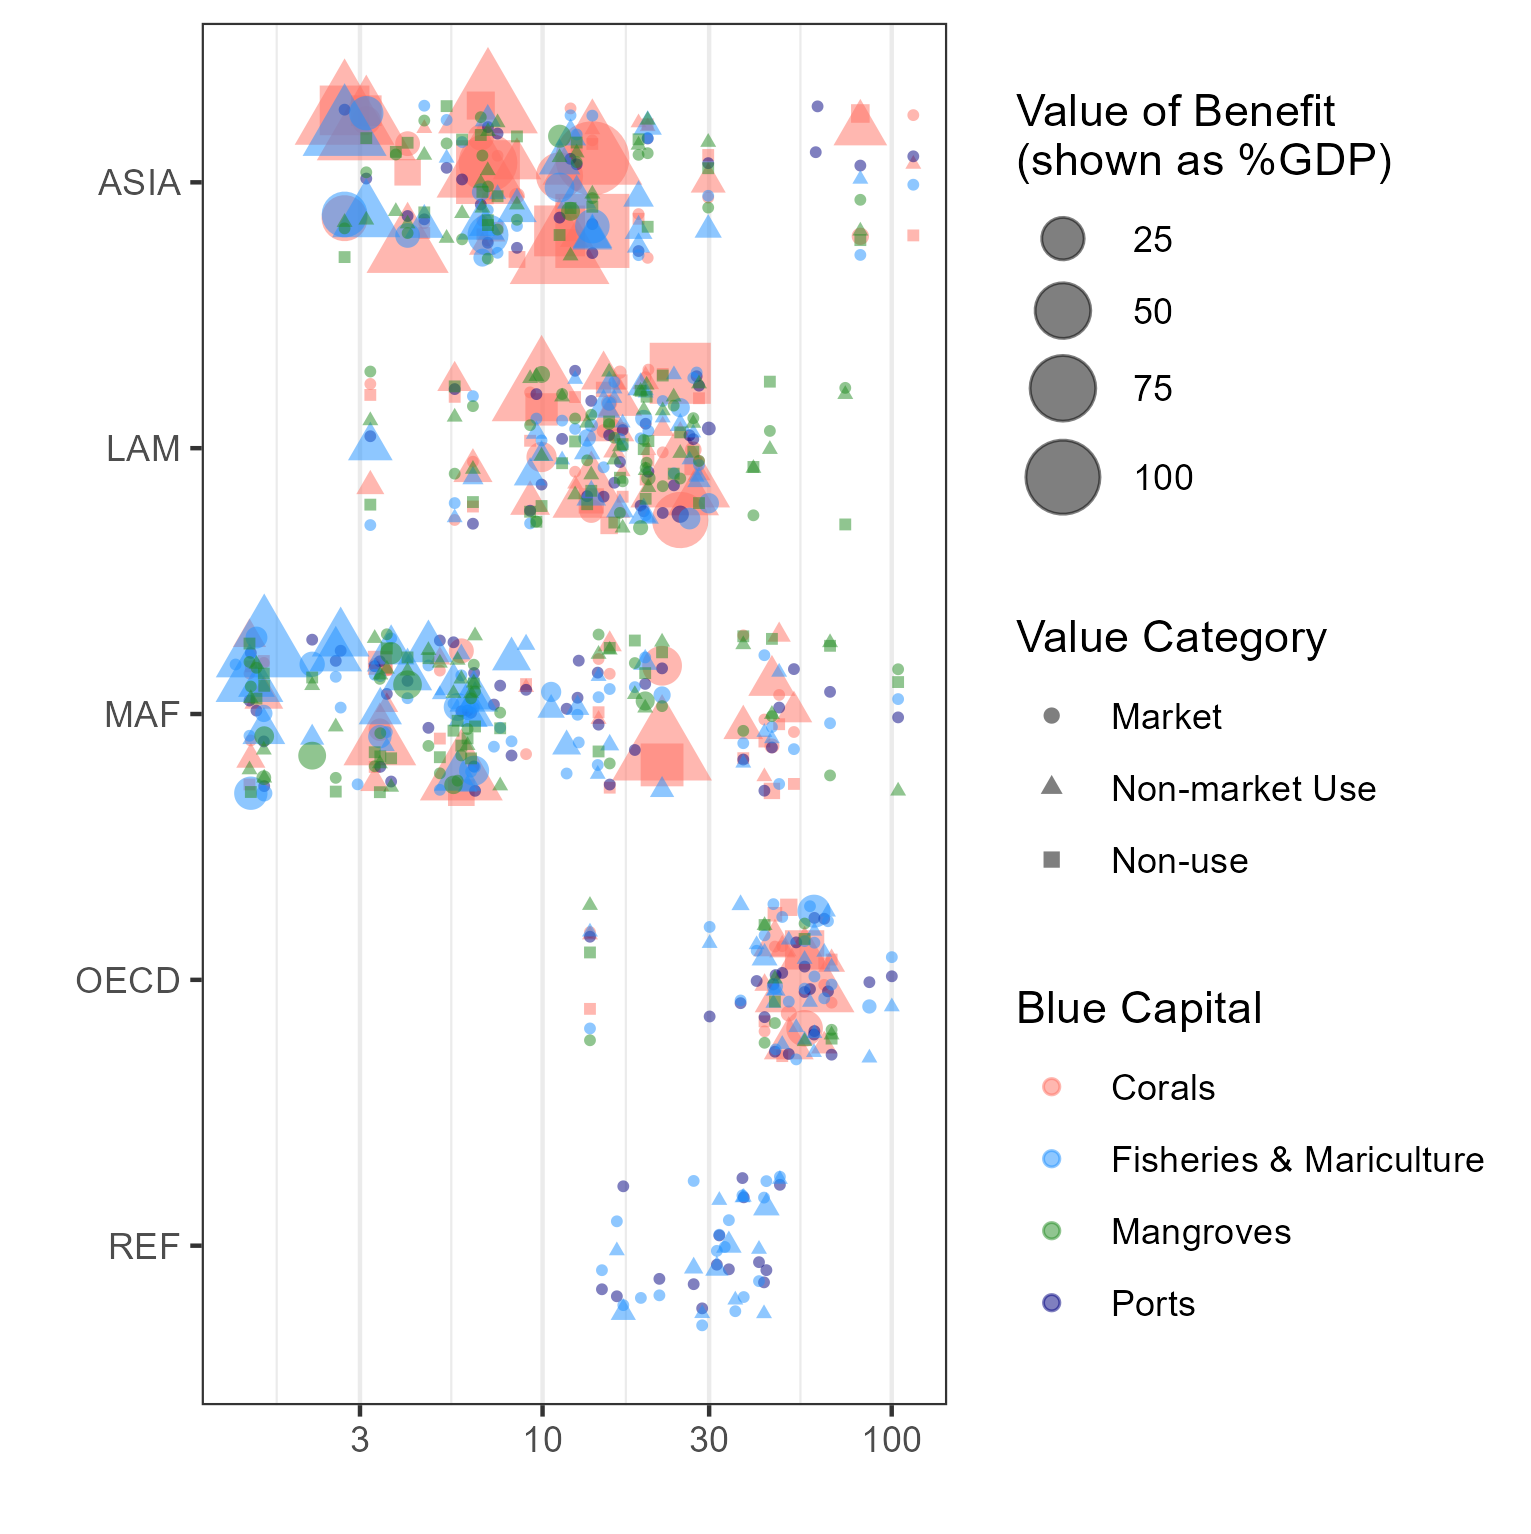 ASIA
LAM
MAF
OECD
REF
3
10
30
100
Value of Benefit
(shown as %GDP)
25
50
75
100
Value Category
Market
Non-market Use
Non-use
Blue Capital
Corals
Fisheries & Mariculture
Mangroves
Ports